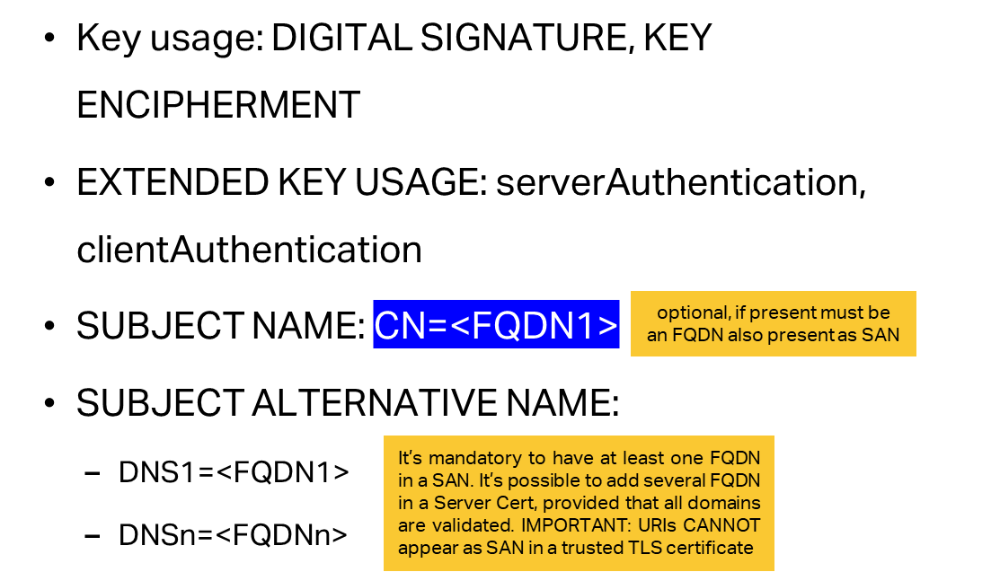 • Key usage: DIGITAL SIGNATURE, KEY
ENCIPHERMENT
• EXTENDED KEY USAGE: serverAuthentication,
clientAuthentication
• SUBJECT NAME: CN=<FQDN1>
optional, if present must be
an FQDN also present as SAN
• SUBJECT ALTERNATIVE NAME:
– DNS1=<FQDN1>
– DNSn=<FQDNn>
It’s mandatory to have at least one FQDN
in a SAN. It’s possible to add several FQDN
in a Server Cert, provided that all domains
are validated. IMPORTANT: URIs CANNOT
appear as SAN in a trusted TLS certificate